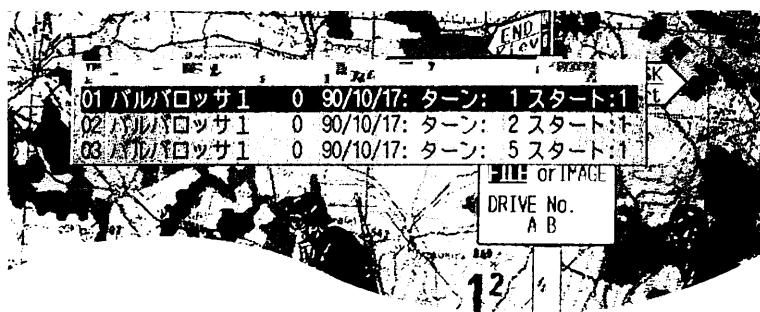 END
01 バルバロッサ1 0 90/10/17: ターン: 1 スタート:1
02 バルバロッサ1 0 90/10/17: ターン: 2 スタート:1
03 バルバロッサ1 0 90/10/17: ターン: 5 スタート:1
FILE or IMAGE
DRIVE No.
A B
12